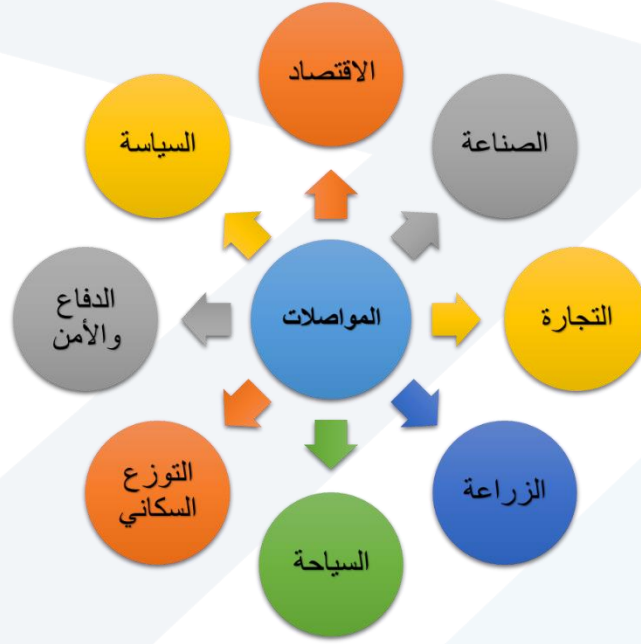 الاقتصاد
الصناعة
السياسة
التجارة
المواصلات
الدفاع
والأمن
الزراعة
التوزع
السكاني
السياحة